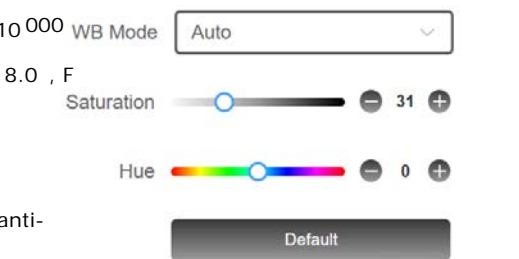 10 000 WB Mode Auto
8.0 , F
Saturation 31
Hue 0
anti-
Default